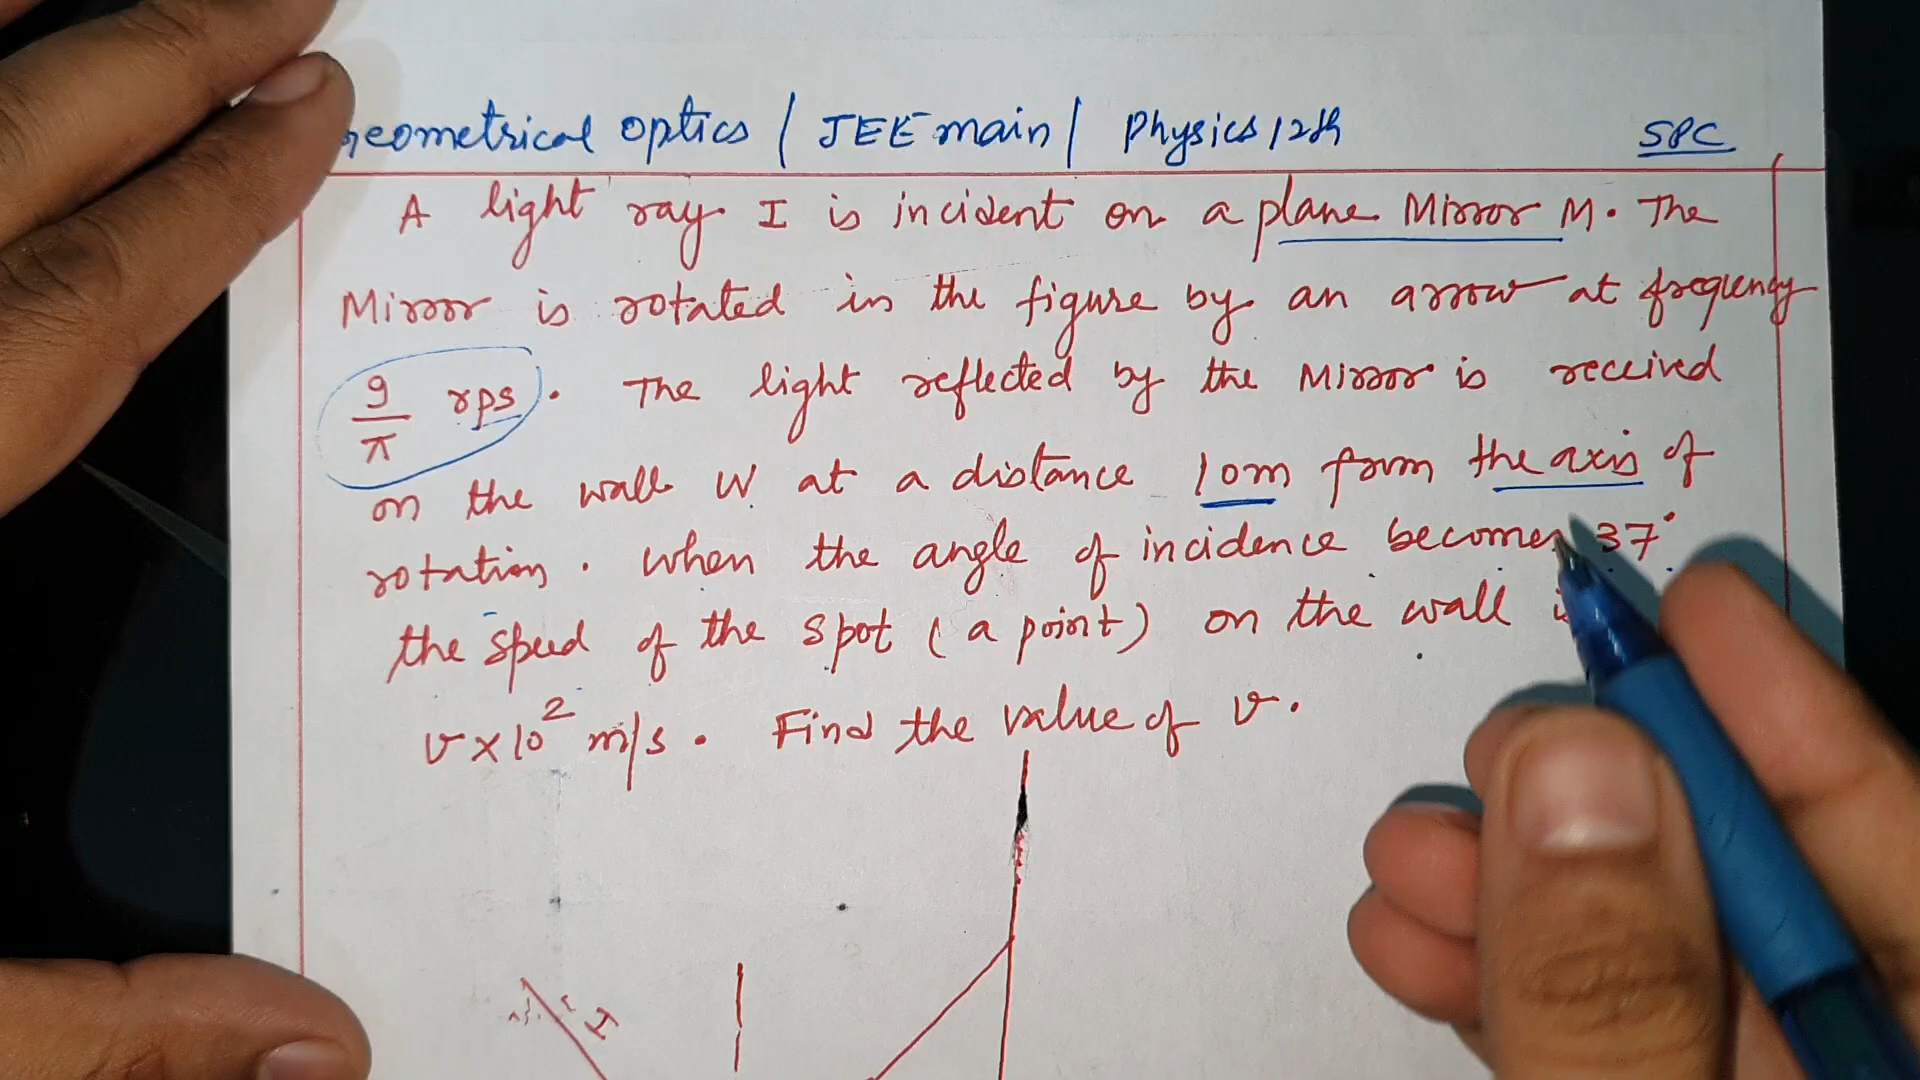 Geometrical optics / JEE main / Physics 12th
SPC
A light ray I is incident on a plane Mirror M. The
Mirror is rotated in the figure by an arrow at frequency
9/π rps. The light reflected by the Mirror is received
on the wall W at a distance 10m from the axis of
rotation. When the angle of incidence becomes 37°
the speed of the spot (a point) on the wall
v×10² m/s. Find the value of v.
I